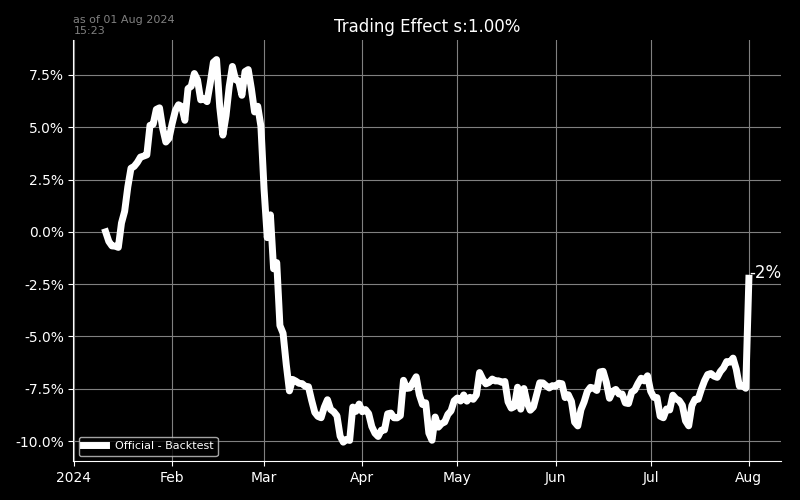 as of 01 Aug 2024
15:23
Trading Effect s:1.00%
7.5%
5.0%
2.5%
0.0%
-2%
-2.5%
-5.0%
-7.5%
-10.0%
Official - Backtest
2024 Feb Mar Apr May Jun Jul Aug